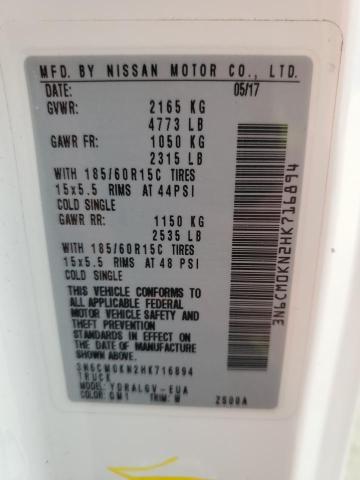 MFD. BY NISSAN MOTOR CO., LTD.
DATE: 05/17
GVWR: 2165 KG
4773 LB
GAWR FR: 1050 KG
2315 LB
WITH 185/60R15C TIRES
15x5.5 RIMS AT 44PSI
COLD SINGLE
GAWR RR: 1150 KG
2535 LB
WITH 185/60R15C TIRES
15x5.5 RIMS AT 48 PSI
COLD SINGLE
THIS VEHICLE CONFORMS
TO ALL APPLICABLE FEDERAL
MOTOR VEHICLE SAFETY AND
AND THEFT PREVENTION
STANDARDS IN EFFECT ON
THE DATE OF MANUFACTURE
SHOWN ABOVE.
3N6CM0KN2HK716894
TRUCK
MODEL: YDRALGV-EUA
COLOR: QM1 TRIM: W 2500A
3N6CM0KN2HK716894